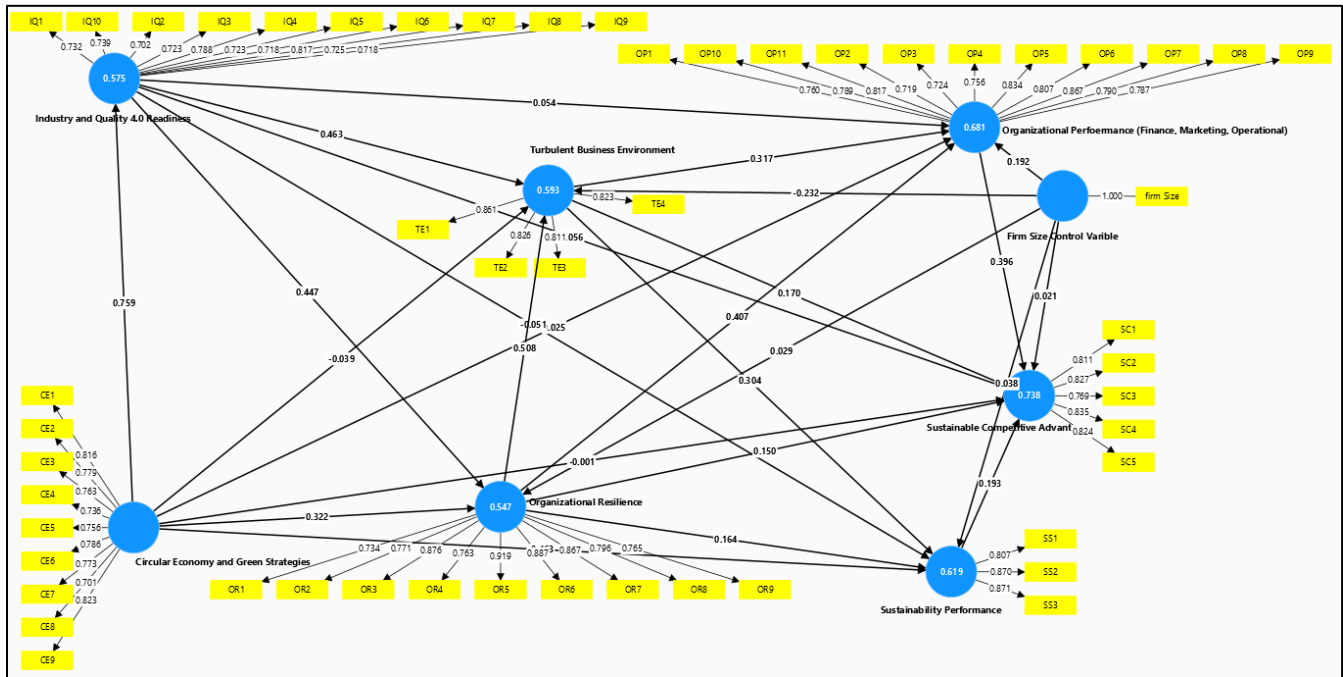 IQ1 IQ10 IQ2 IQ3 IQ4 IQ5 IQ6 IQ7 IQ8 IQ9
0.732 0.739 0.702 0.723 0.788 0.723 0.718 0.817 0.725 0.718
0.575
Industry and Quality 4.0 Readiness
OP1 OP10 OP11 OP2 OP3 OP4 OP5 OP6 OP7 OP8 OP9
0.760 0.789 0.817 0.719 0.724 0.756 0.834 0.807 0.867 0.790 0.787
0.681
Organizational Perfoermance (Finance, Marketing, Operational)
0.054
0.463
Turbulent Business Environment
0.317
0.192
0.593
-0.232
1.000
firm Size
0.861
0.823
TE4
TE1
0.826
0.811
.056
Firm Size Control Varible
TE2 TE3
0.396
0.759
0.447
0.170
0.021
0.407
-0.051
.025
0.508
0.029
-0.039
0.304
0.038
SC1
0.811
SC2
0.827
0.738
0.769
SC3
0.835
SC4
0.824
SC5
Sustainable Competitive Advant
CE1
CE2
CE3
CE4
CE5
CE6
CE7
CE8
CE9
0.816
0.779
0.763
0.736
0.756
0.786
0.773
0.701
0.823
-0.001
0.150
0.193
0.322
0.547
Organizational Resilience
Circular Economy and Green Strategies
0.164
0.734 0.771 0.876 0.763 0.919 0.887 0.867 0.796 0.765
OR1 OR2 OR3 OR4 OR5 OR6 OR7 OR8 OR9
0.619
Sustainability Performance
0.807
SS1
0.870
SS2
0.871
SS3